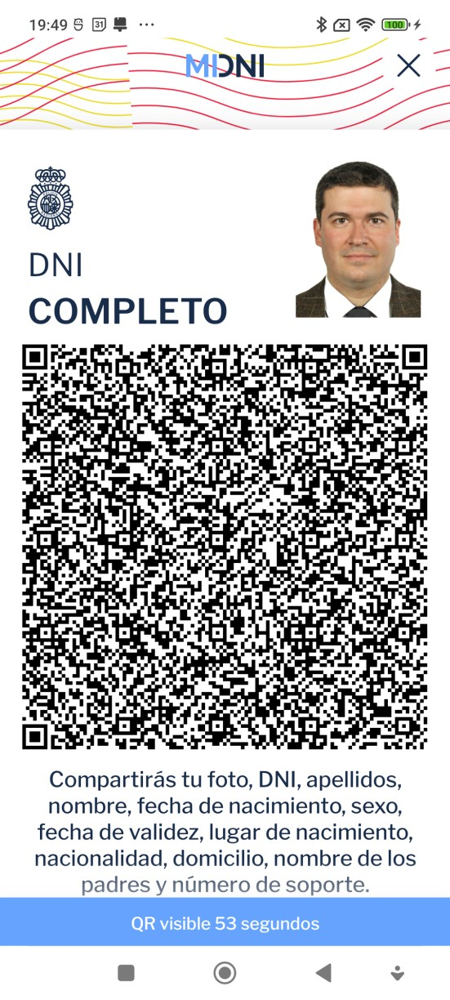 19:49 31 ··· 100
MIDNI
DNI
COMPLETO
Compartirás tu foto, DNI, apellidos,
nombre, fecha de nacimiento, sexo,
fecha de validez, lugar de nacimiento,
nacionalidad, domicilio, nombre de los
padres y número de soporte.
QR visible 53 segundos